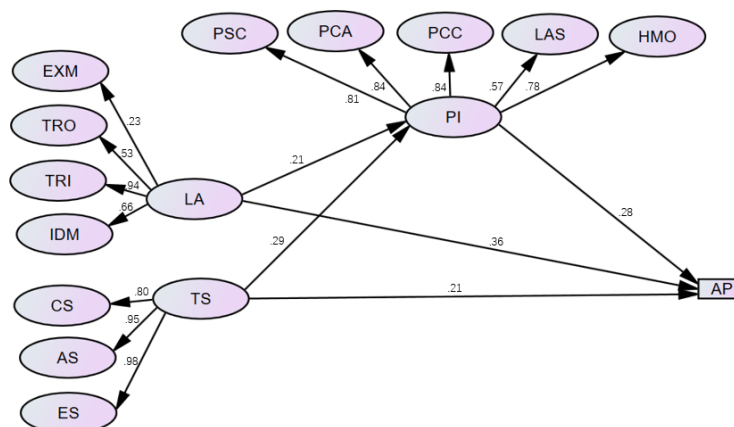 PSC
PCA
PCC
LAS
HMO
EXM
.84
.84
.57
.78
.81
TRO
.23
PI
.53
TRI
.94
.21
LA
.66
IDM
.28
.29
.36
CS
.80
TS
.21
AP
.95
AS
.98
ES